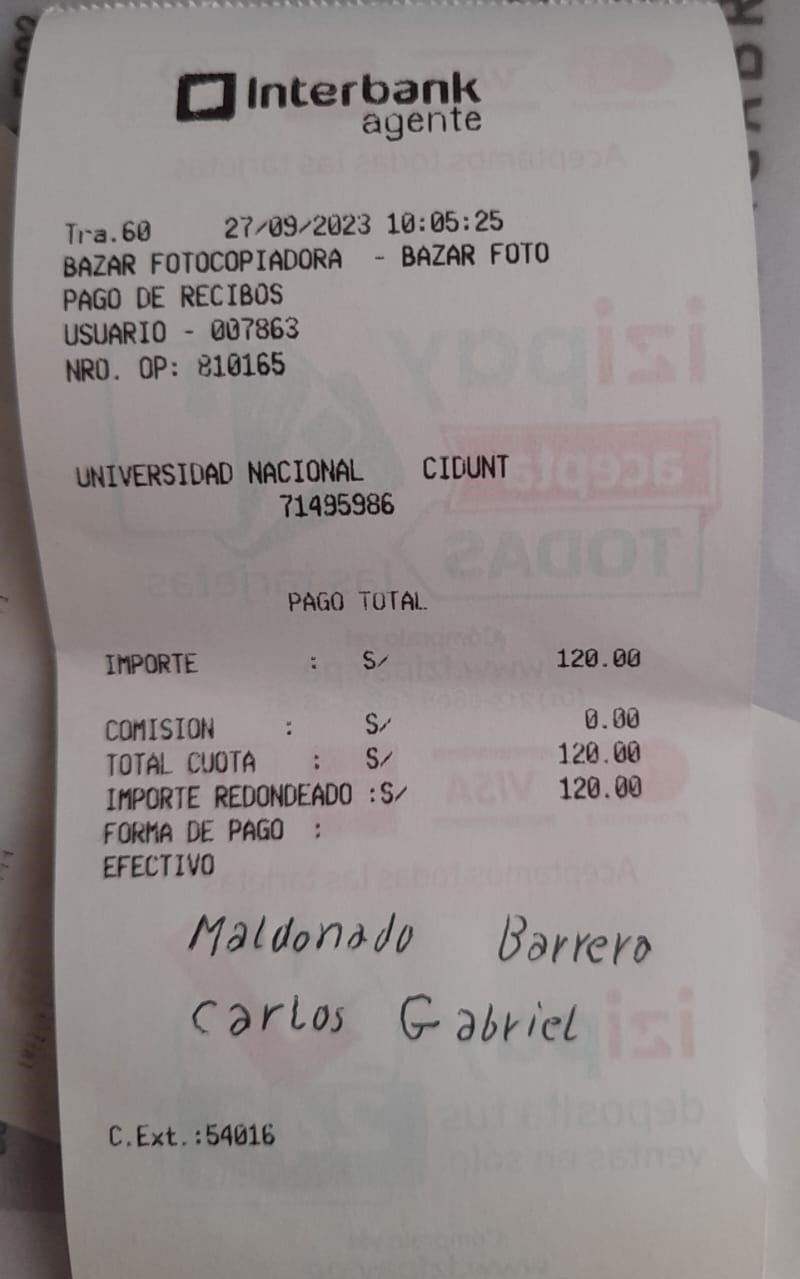 Interbank
agente
Tra.60 27/09/2023 10:05:25
BAZAR FOTOCOPIADORA - BAZAR FOTO
PAGO DE RECIBOS
USUARIO - 007863
NRO. OP: 810165
UNIVERSIDAD NACIONAL CIDUNT
71495986
PAGO TOTAL
IMPORTE : S/ 120.00
COMISION : S/ 0.00
TOTAL CUOTA : S/ 120.00
IMPORTE REDONDEADO :S/ 120.00
FORMA DE PAGO :
EFECTIVO
Maldonado Barrero
Carlos Gabriel
C.Ext.:54016